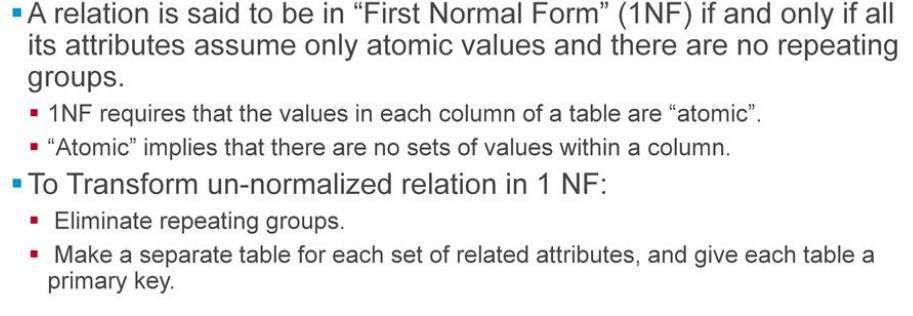 A relation is said to be in “First Normal Form” (1NF) if and only if all
its attributes assume only atomic values and there are no repeating
groups.
1NF requires that the values in each column of a table are “atomic”.
“Atomic” implies that there are no sets of values within a column.
To Transform un-normalized relation in 1 NF:
Eliminate repeating groups.
Make a separate table for each set of related attributes, and give each table a
primary key.